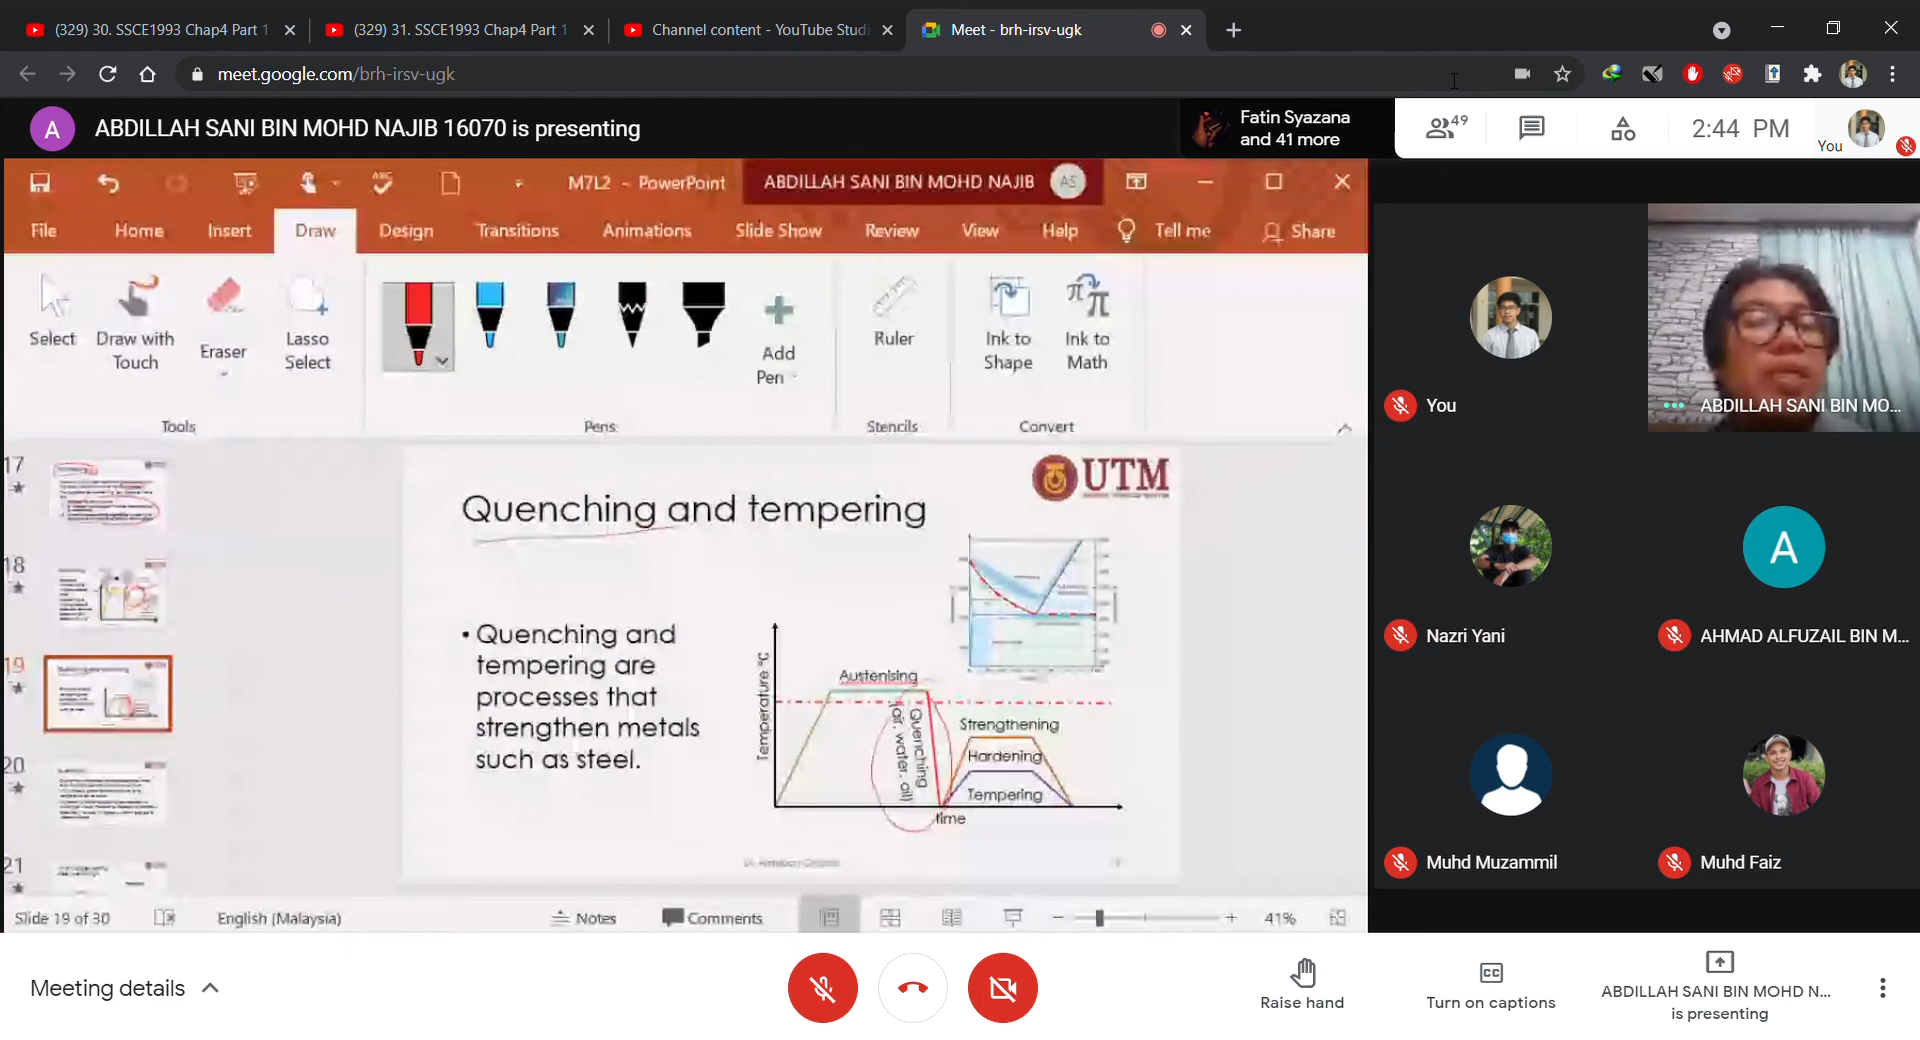 (329) 30. SSCE1993 Chap4 Part 1
(329) 31. SSCE1993 Chap4 Part 1
Channel content - YouTube Studi
Meet - brh-irsv-ugk
meet.google.com/brh-irsv-ugk
A
ABDILLAH SANI BIN MOHD NAJIB 16070 is presenting
Fatin Syazana
and 41 more
49
2:44 PM
You
ABC
M7L2 - PowerPoint
ABDILLAH SANI BIN MOHD NAJIB
AS
File
Home
Insert
Draw
Design
Transitions
Animations
Slide Show
Review
View
Help
Tell me
Share
Select
Draw with
Touch
Eraser
Lasso
Select
Add
Pen
Ruler
Ink to
Shape
Ink to
Math
Tools
Pens
Stencils
Convert
17
18
19
20
21
UTM
Quenching and tempering
• Quenching and
tempering are
processes that
strengthen metals
such as steel.
Temperature °C
Austenising
Quenching
(air, water, oil)
Strengthening
Hardening
Tempering
time
Slide 19 of 30
English (Malaysia)
Notes
Comments
41%
You
ABDILLAH SANI BIN MO...
Nazri Yani
A
AHMAD ALFUZAIL BIN M...
Muhd Muzammil
Muhd Faiz
Meeting details
Raise hand
CC
Turn on captions
ABDILLAH SANI BIN MOHD N...
is presenting